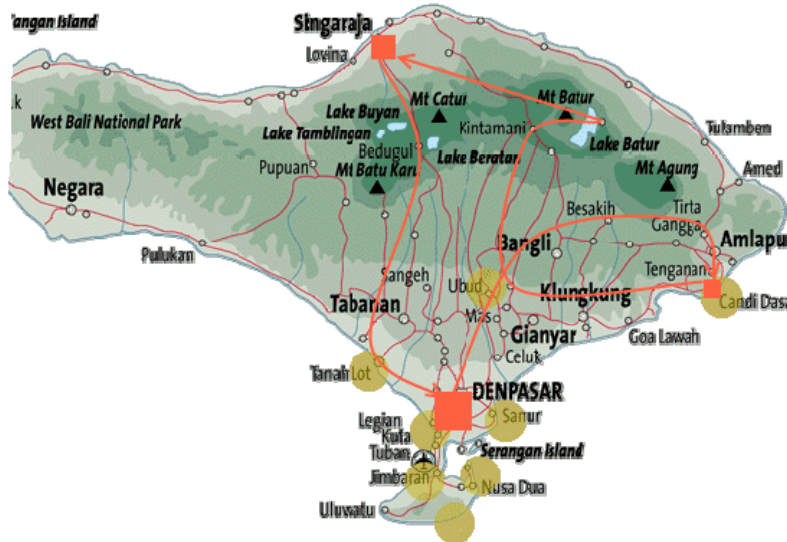 Singaraja
Lovina
West Bali National Park
Lake Buyan
Lake Tamblingan
Mt Catur
Mt Batur
Kintamani
Lake Batur
Tulamben
Bedugul
Lake Beratan
Mt Batu Karu
Pupuan
Mt Agung
Amed
Negara
Besakih
Tirta
Gangga
Bangli
Amlapur
Pulukan
Tenganan
Sangeh
Ubud
Klungkung
Candi Dasa
Tabanan
Mas
Gianyar
Goa Lawah
Celuk
Tanah Lot
DENPASAR
Legian
Sanur
Kuta
Tuban
Serangan Island
Jimbaran
Nusa Dua
Uluwatu